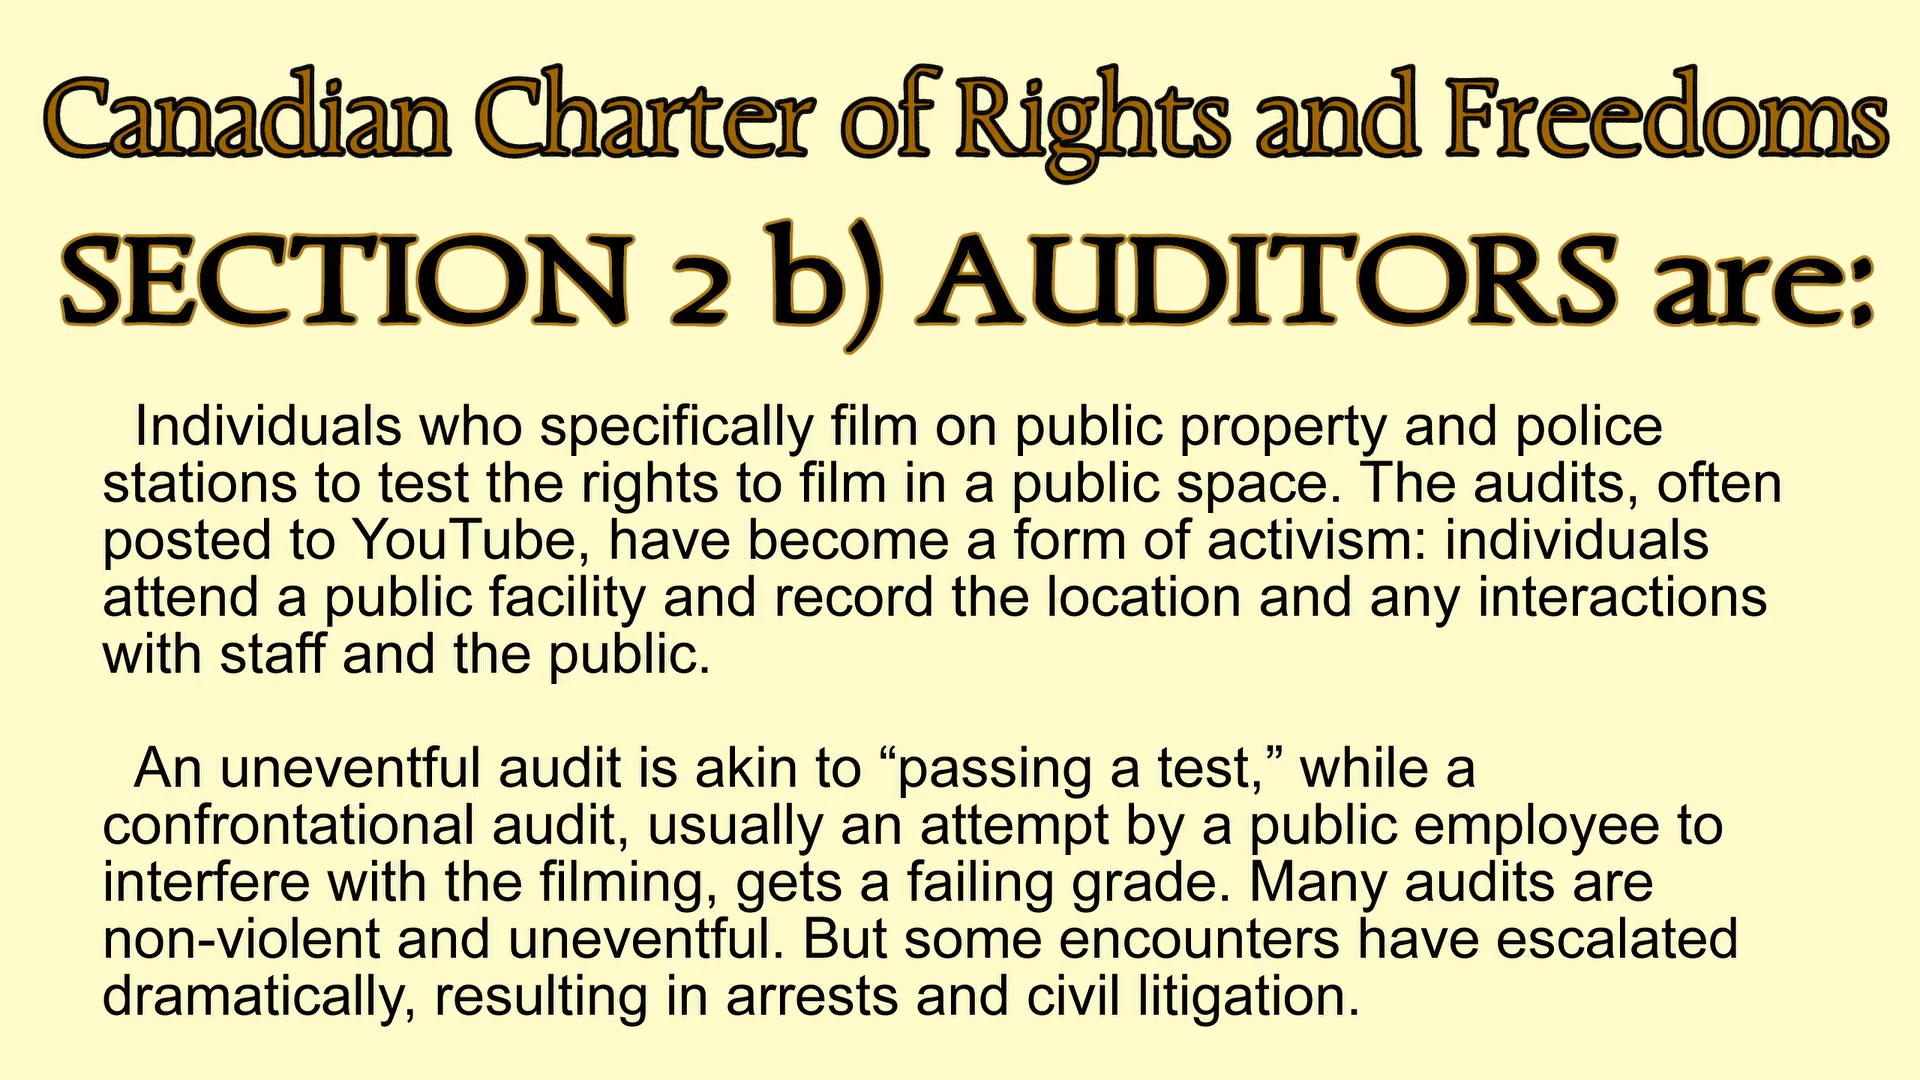 Canadian Charter of Rights and Freedoms
SECTION 2 b) AUDITORS are:
Individuals who specifically film on public property and police
stations to test the rights to film in a public space. The audits, often
posted to YouTube, have become a form of activism: individuals
attend a public facility and record the location and any interactions
with staff and the public.
An uneventful audit is akin to “passing a test,” while a
confrontational audit, usually an attempt by a public employee to
interfere with the filming, gets a failing grade. Many audits are
non-violent and uneventful. But some encounters have escalated
dramatically, resulting in arrests and civil litigation.